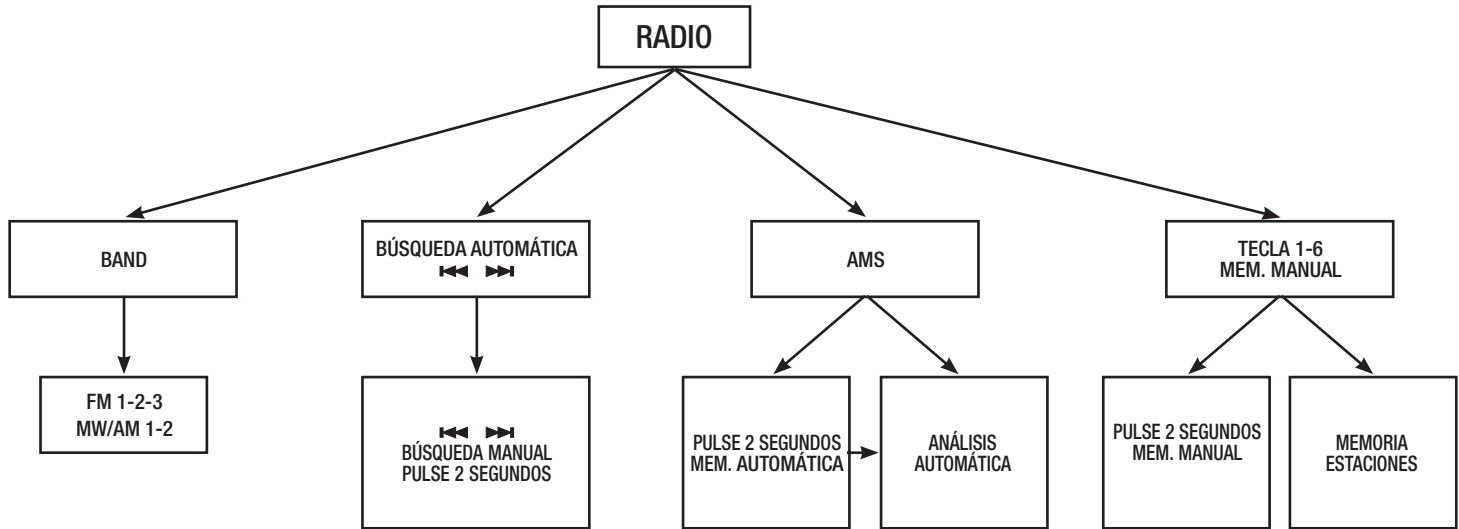 RADIO
BAND
BÚSQUEDA AUTOMÁTICA
AMS
TECLA 1-6
MEM. MANUAL
FM 1-2-3
MW/AM 1-2
BÚSQUEDA MANUAL
PULSE 2 SEGUNDOS
PULSE 2 SEGUNDOS
MEM. AUTOMÁTICA
ANÁLISIS
AUTOMÁTICA
PULSE 2 SEGUNDOS
MEM. MANUAL
MEMORIA
ESTACIONES